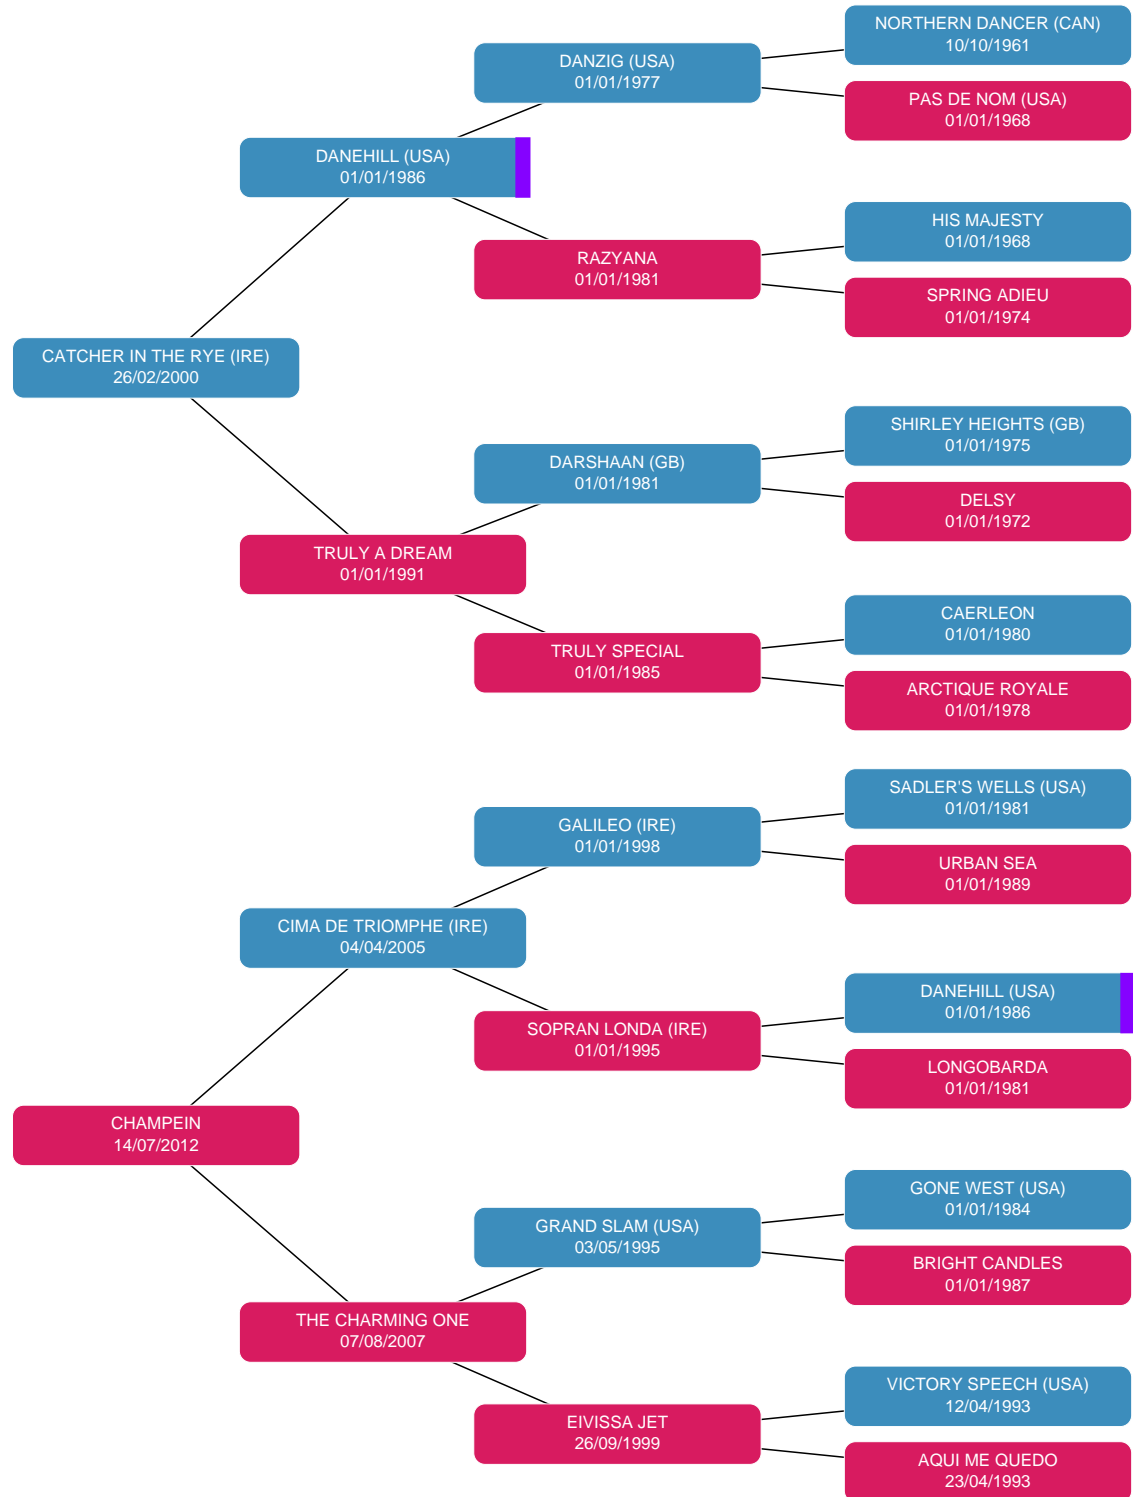 NORTHERN DANCER (CAN)
10/10/1961
DANZIG (USA)
01/01/1977
PAS DE NOM (USA)
01/01/1968
DANEHILL (USA)
01/01/1986
HIS MAJESTY
01/01/1968
RAZYANA
01/01/1981
SPRING ADIEU
01/01/1974
CATCHER IN THE RYE (IRE)
26/02/2000
SHIRLEY HEIGHTS (GB)
01/01/1975
DARSHAAN (GB)
01/01/1981
DELSY
01/01/1972
TRULY A DREAM
01/01/1991
CAERLEON
01/01/1980
TRULY SPECIAL
01/01/1985
ARCTIQUE ROYALE
01/01/1978
SADLER'S WELLS (USA)
01/01/1981
GALILEO (IRE)
01/01/1998
URBAN SEA
01/01/1989
CIMA DE TRIOMPHE (IRE)
04/04/2005
DANEHILL (USA)
01/01/1986
SOPRAN LONDA (IRE)
01/01/1995
LONGOBARDA
01/01/1981
CHAMPEIN
14/07/2012
GONE WEST (USA)
01/01/1984
GRAND SLAM (USA)
03/05/1995
BRIGHT CANDLES
01/01/1987
THE CHARMING ONE
07/08/2007
VICTORY SPEECH (USA)
12/04/1993
EIVISSA JET
26/09/1999
AQUI ME QUEDO
23/04/1993